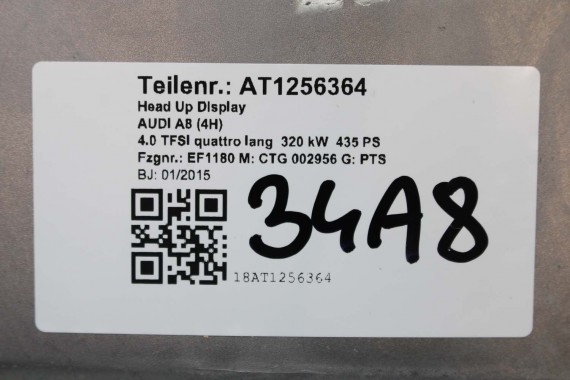 Teilenr.: AT1256364
Head Up Display
AUDI A8 (4H)
4.0 TFSI quattro lang 320 kW 435 PS
Fzgnr.: EF1180 M: CTG 002956 G: PTS
BJ: 01/2015
34A8
18AT1256364